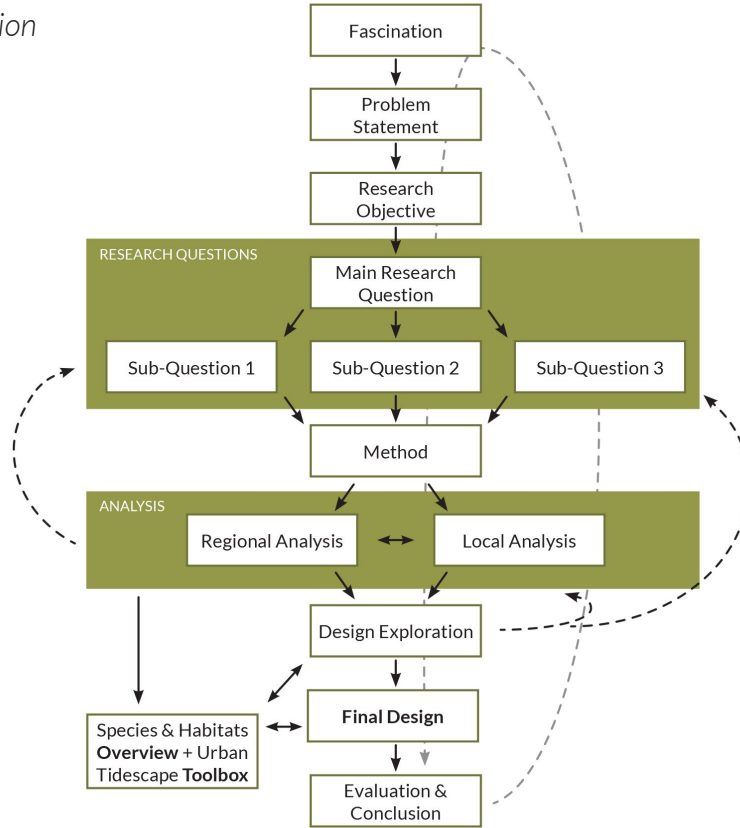 Fascination
Problem
Statement
Research
Objective
RESEARCH QUESTIONS
Main Research
Question
Sub-Question 1
Sub-Question 2
Sub-Question 3
Method
ANALYSIS
Regional Analysis
Local Analysis
Design Exploration
Final Design
Species & Habitats
Overview + Urban
Tidescape Toolbox
Evaluation &
Conclusion